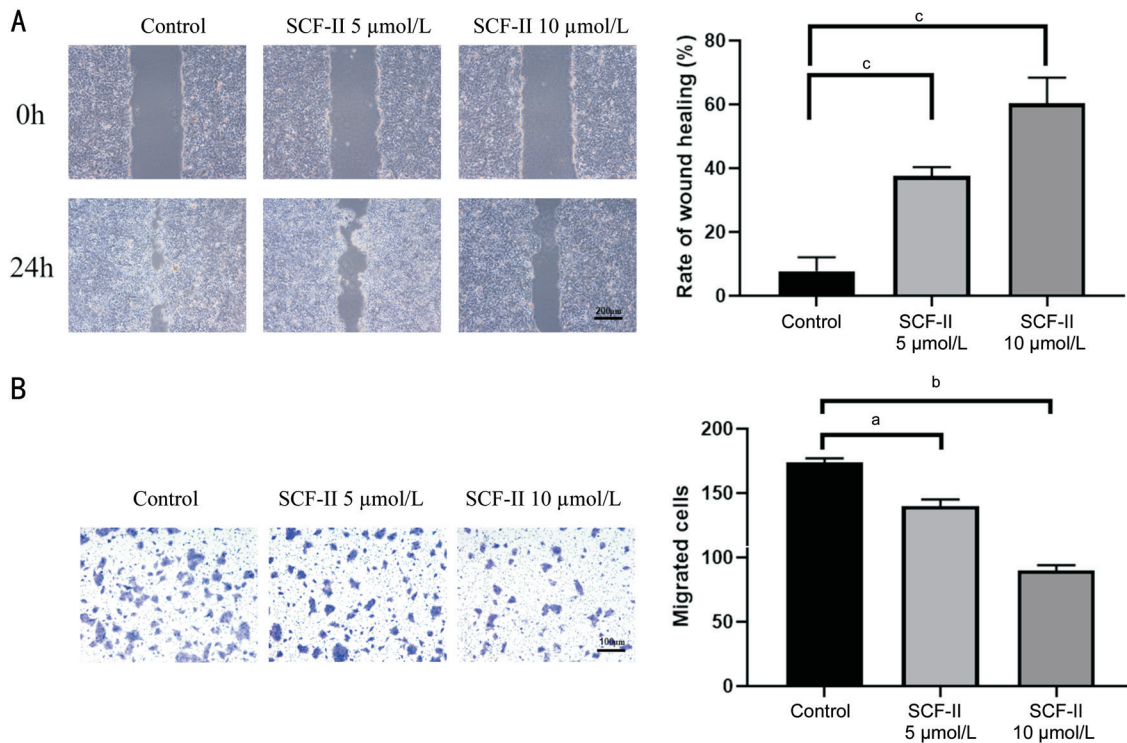 A
Control
SCF-II 5 µmol/L
SCF-II 10 µmol/L
0h
24h
200µm
Rate of wound healing (%)
80
60
40
20
0
c
c
Control
SCF-II
5 µmol/L
SCF-II
10 µmol/L
B
Control
SCF-II 5 µmol/L
SCF-II 10 µmol/L
100µm
Migrated cells
200
150
100
50
0
b
a
Control
SCF-II
5 µmol/L
SCF-II
10 µmol/L